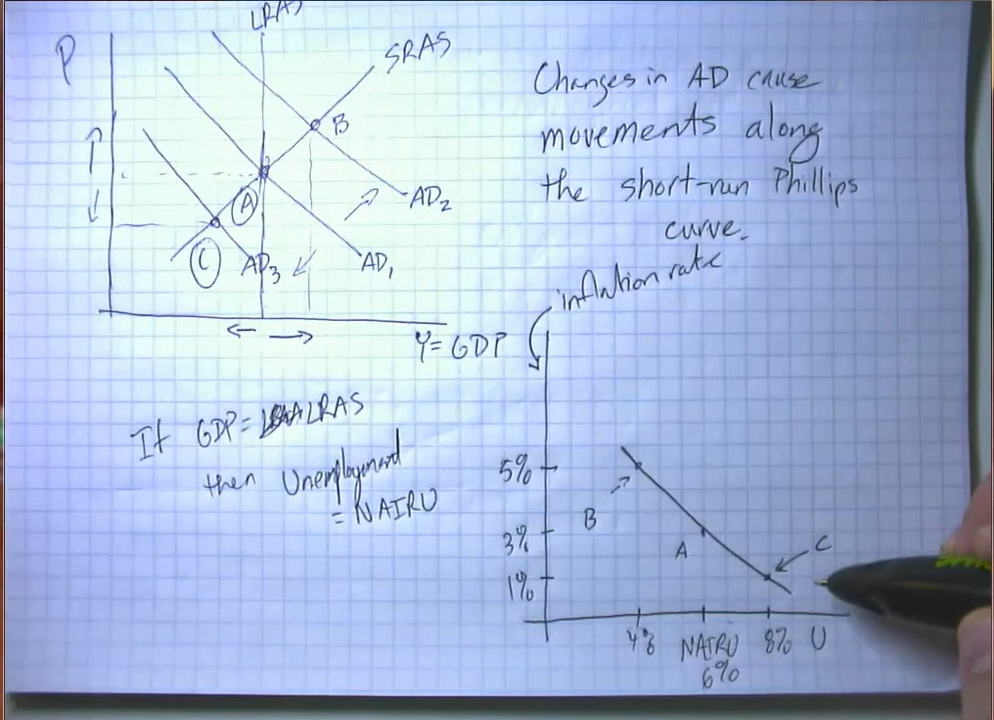 LRAS
P
SRAS
B
A
AD2
C
AD3
AD1
Y=GDP
Changes in AD cause
movements along
the short-run Phillips
curve.
inflation rate
If GDP= LRAS
then Unemployment
= NAIRU
5%
B
3%
A
C
1%
4%
NAIRU
8%
U
6%